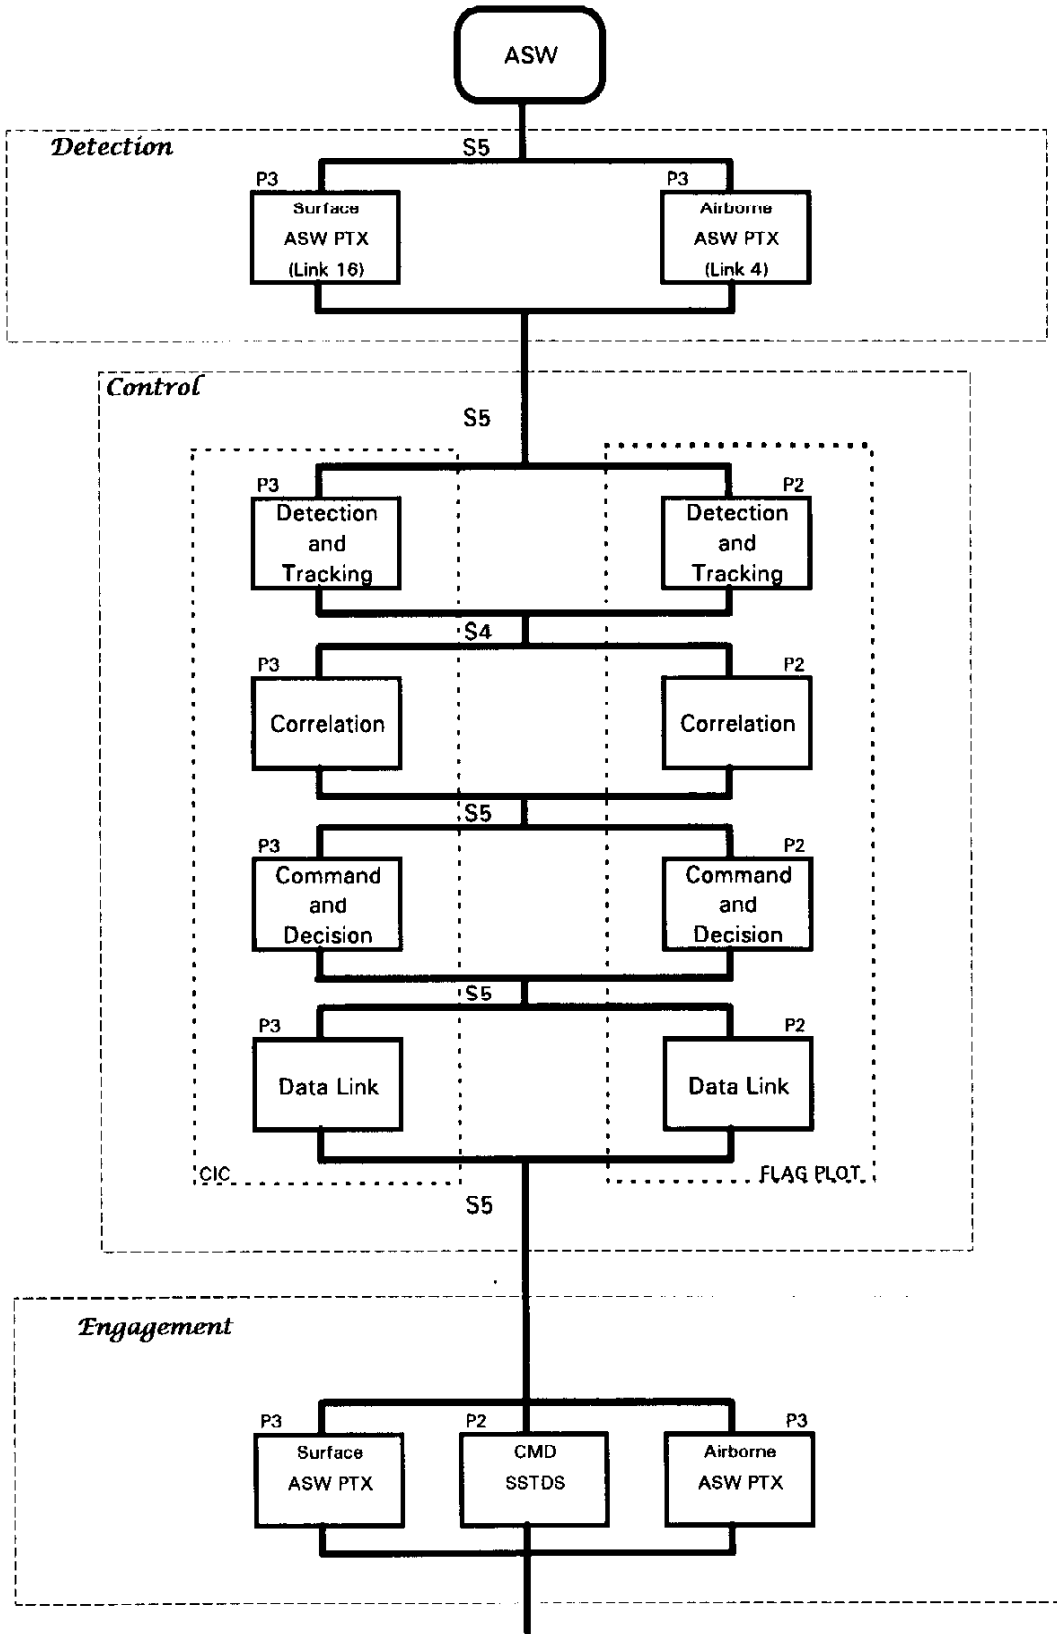 ASW
Detection
S5
P3
P3
Surface
ASW PTX
(Link 16)
Airborne
ASW PTX
(Link 4)
Control
S5
P3
P2
Detection
and
Tracking
Detection
and
Tracking
S4
P3
P2
Correlation
Correlation
S5
P3
P2
Command
and
Decision
Command
and
Decision
S5
P3
P2
Data Link
Data Link
CIC
FLAG PLOT
S5
Engagement
P3
P2
P3
Surface
ASW PTX
CMD
SSTDS
Airborne
ASW PTX